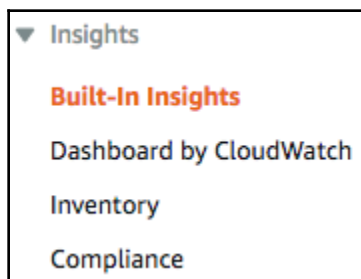 Insights
Built-In Insights
Dashboard by CloudWatch
Inventory
Compliance